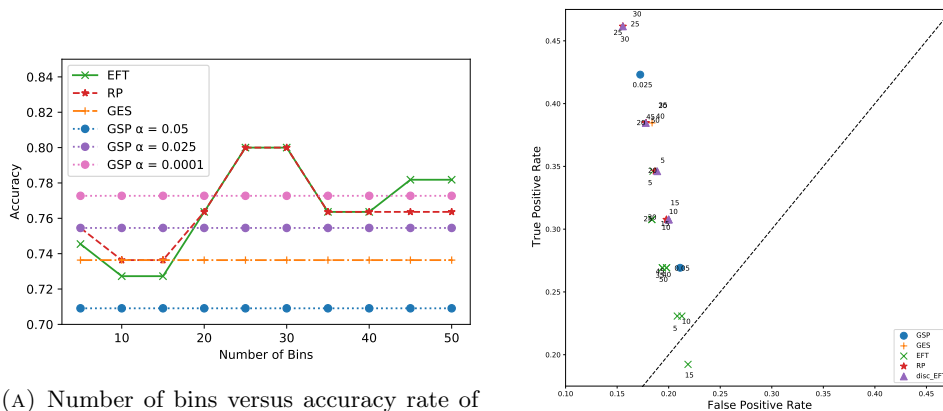 0.84
0.82
0.80
0.78
0.76
0.74
0.72
0.70
Accuracy
EFT
RP
GES
GSP α = 0.05
GSP α = 0.025
GSP α = 0.0001
10
20
30
40
50
Number of Bins
(A) Number of bins versus accuracy rate of
0.45
0.40
0.35
0.30
0.25
0.20
True Positive Rate
30
25
25
30
0.025
45
40
50
5
20
5
15
10
10
0.05
50
10
5
15
GSP
GES
EFT
RP
disc_EFT
0.10
0.15
0.20
0.25
0.30
0.35
0.40
0.45
False Positive Rate